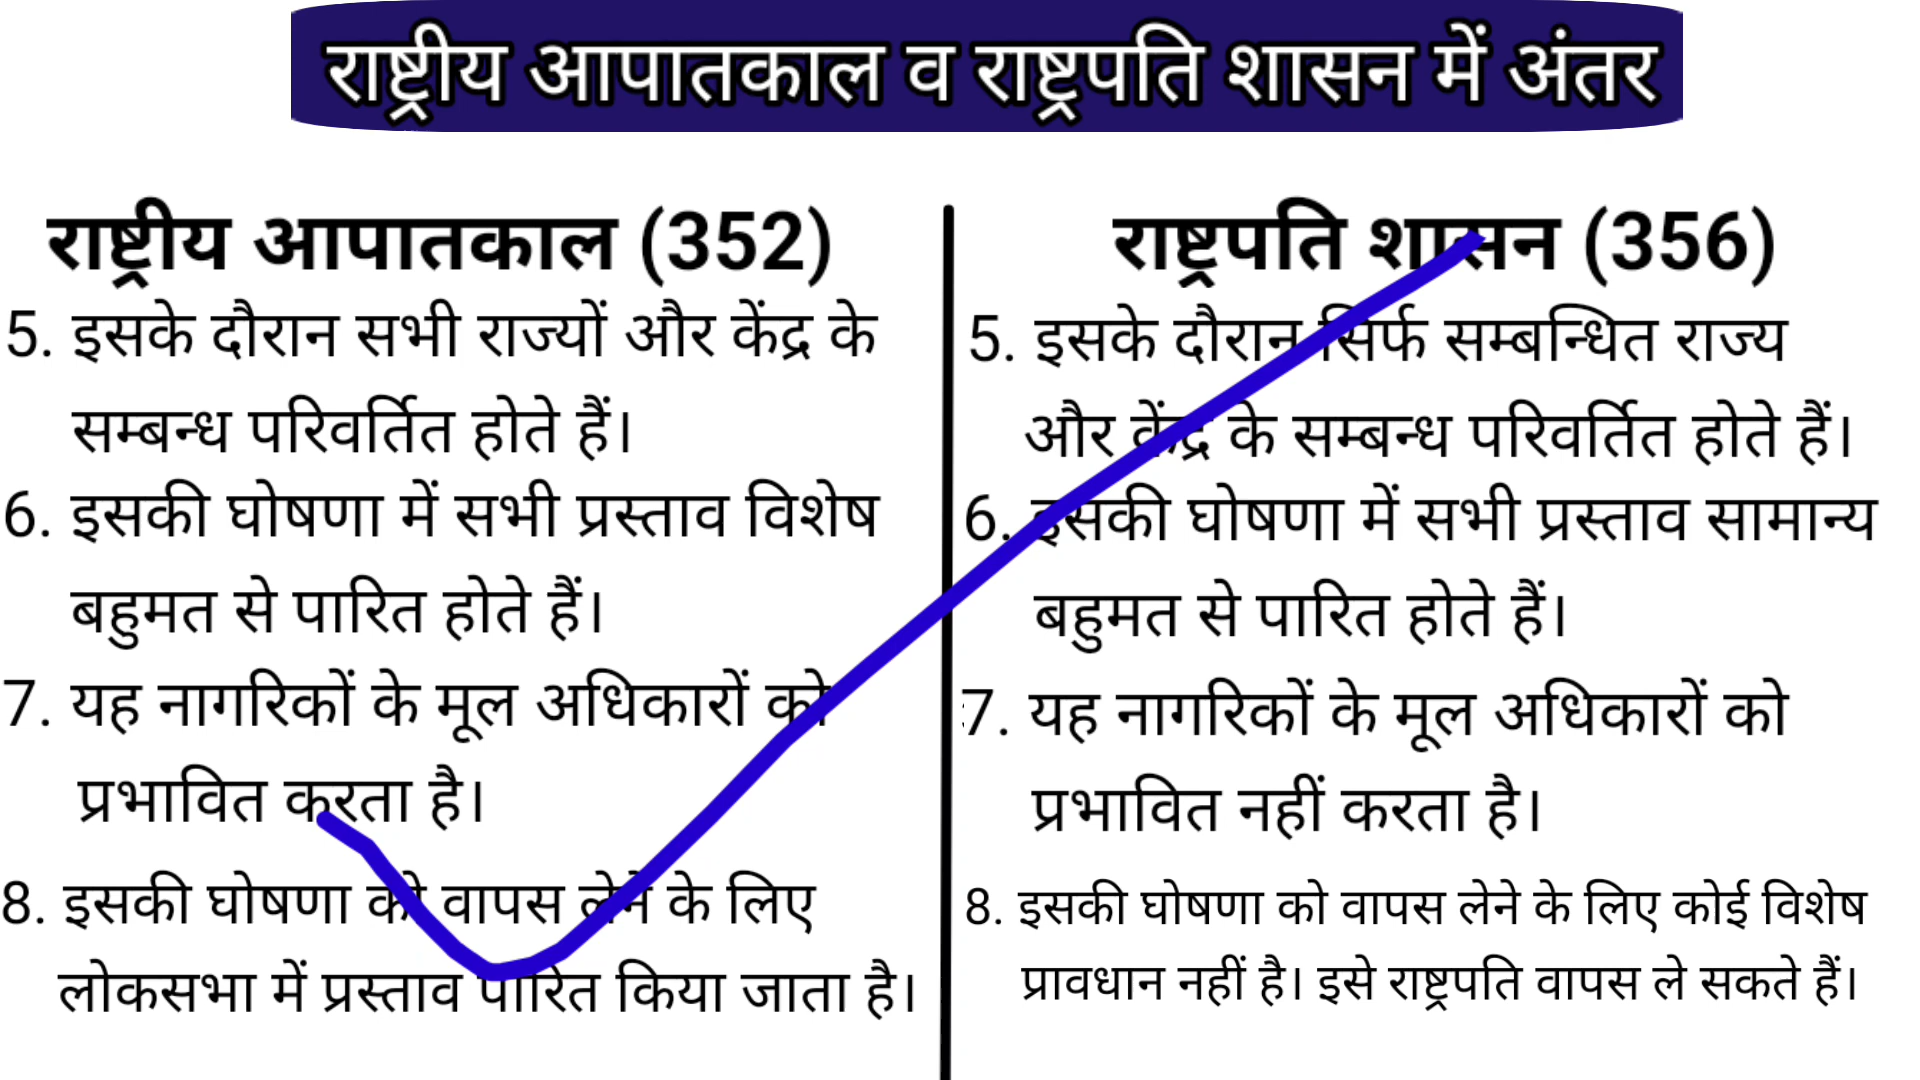 राष्ट्रीय आपातकाल व राष्ट्रपति शासन में अंतर
राष्ट्रीय आपातकाल (352)
5. इसके दौरान सभी राज्यों और केंद्र के
सम्बन्ध परिवर्तित होते हैं।
6. इसकी घोषणा में सभी प्रस्ताव विशेष
बहुमत से पारित होते हैं।
7. यह नागरिकों के मूल अधिकारों को
प्रभावित करता है।
8. इसकी घोषणा को वापस लेने के लिए
लोकसभा में प्रस्ताव पारित किया जाता है।
राष्ट्रपति शासन (356)
5. इसके दौरान सिर्फ सम्बन्धित राज्य
और केंद्र के सम्बन्ध परिवर्तित होते हैं।
6. इसकी घोषणा में सभी प्रस्ताव सामान्य
बहुमत से पारित होते हैं।
7. यह नागरिकों के मूल अधिकारों को
प्रभावित नहीं करता है।
8. इसकी घोषणा को वापस लेने के लिए कोई विशेष
प्रावधान नहीं है। इसे राष्ट्रपति वापस ले सकते हैं।